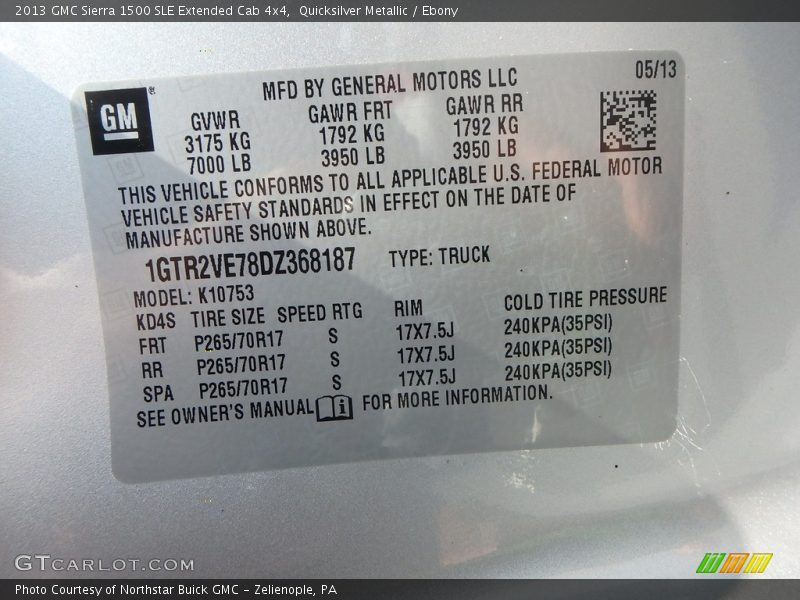 2013 GMC Sierra 1500 SLE Extended Cab 4x4, Quicksilver Metallic / Ebony
MFD BY GENERAL MOTORS LLC 05/13
GM®
GVWR GAWR FRT GAWR RR
3175 KG 1792 KG 1792 KG
7000 LB 3950 LB 3950 LB
THIS VEHICLE CONFORMS TO ALL APPLICABLE U.S. FEDERAL MOTOR
VEHICLE SAFETY STANDARDS IN EFFECT ON THE DATE OF
MANUFACTURE SHOWN ABOVE.
1GTR2VE78DZ368187 TYPE: TRUCK
MODEL: K10753
KD4S TIRE SIZE SPEED RTG RIM COLD TIRE PRESSURE
FRT P265/70R17 S 17X7.5J 240KPA(35PSI)
RR P265/70R17 S 17X7.5J 240KPA(35PSI)
SPA P265/70R17 S 17X7.5J 240KPA(35PSI)
SEE OWNER'S MANUAL i FOR MORE INFORMATION.
GTCARLOT.COM
Photo Courtesy of Northstar Buick GMC - Zelienople, PA